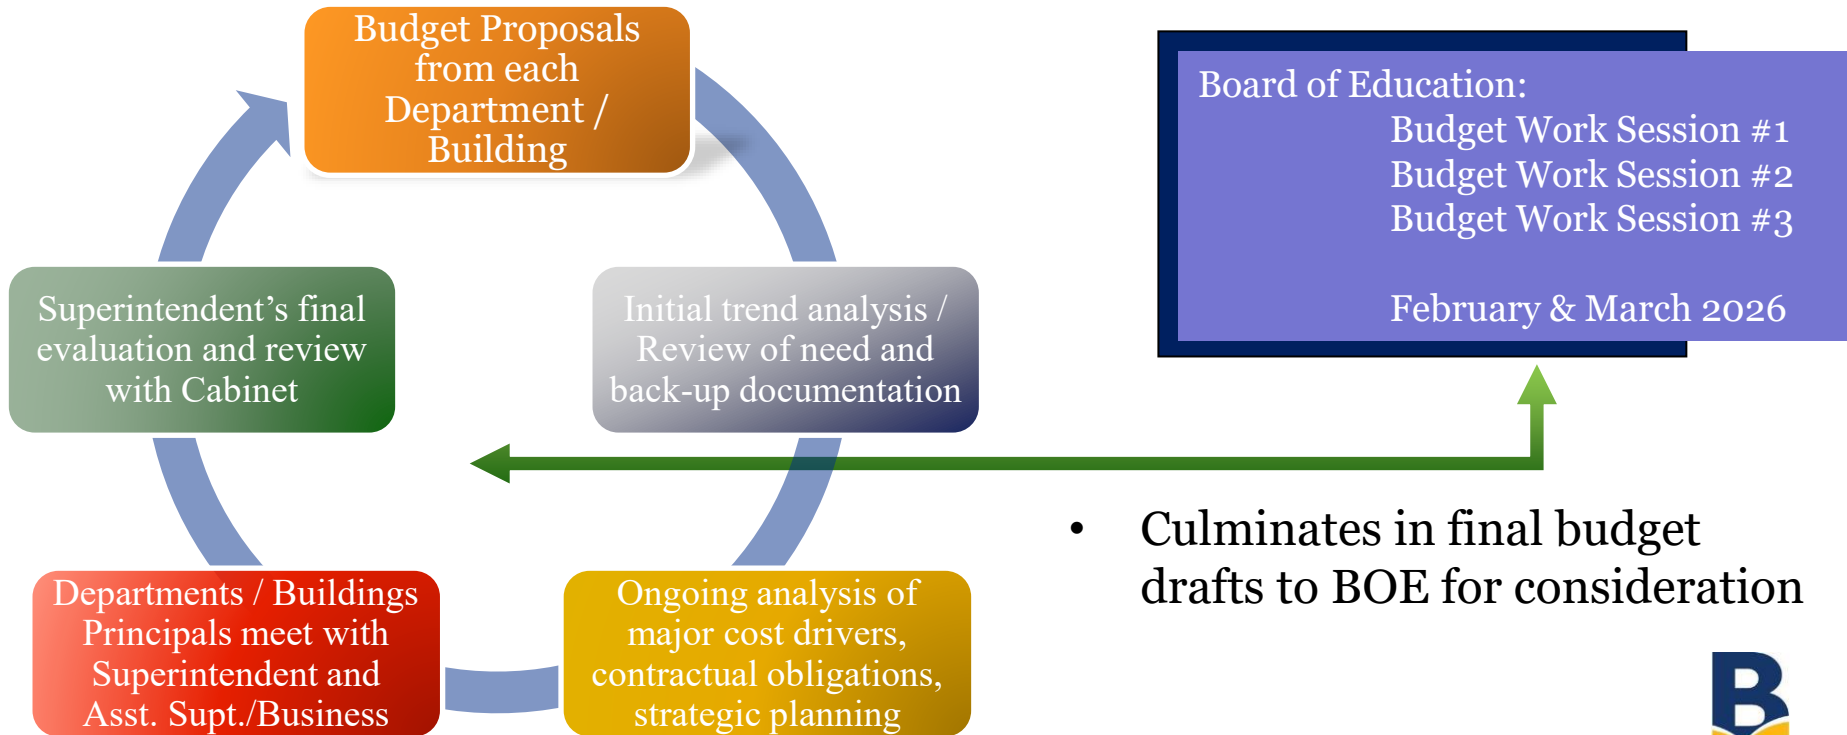 Budget Proposals
from each
Department /
Building
Initial trend analysis /
Review of need and
back-up documentation
Ongoing analysis of
major cost drivers,
contractual obligations,
strategic planning
Departments / Buildings
Principals meet with
Superintendent and
Asst. Supt./Business
Superintendent’s final
evaluation and review
with Cabinet
Board of Education:
Budget Work Session #1
Budget Work Session #2
Budget Work Session #3
February & March 2026
• Culminates in final budget
drafts to BOE for consideration
B